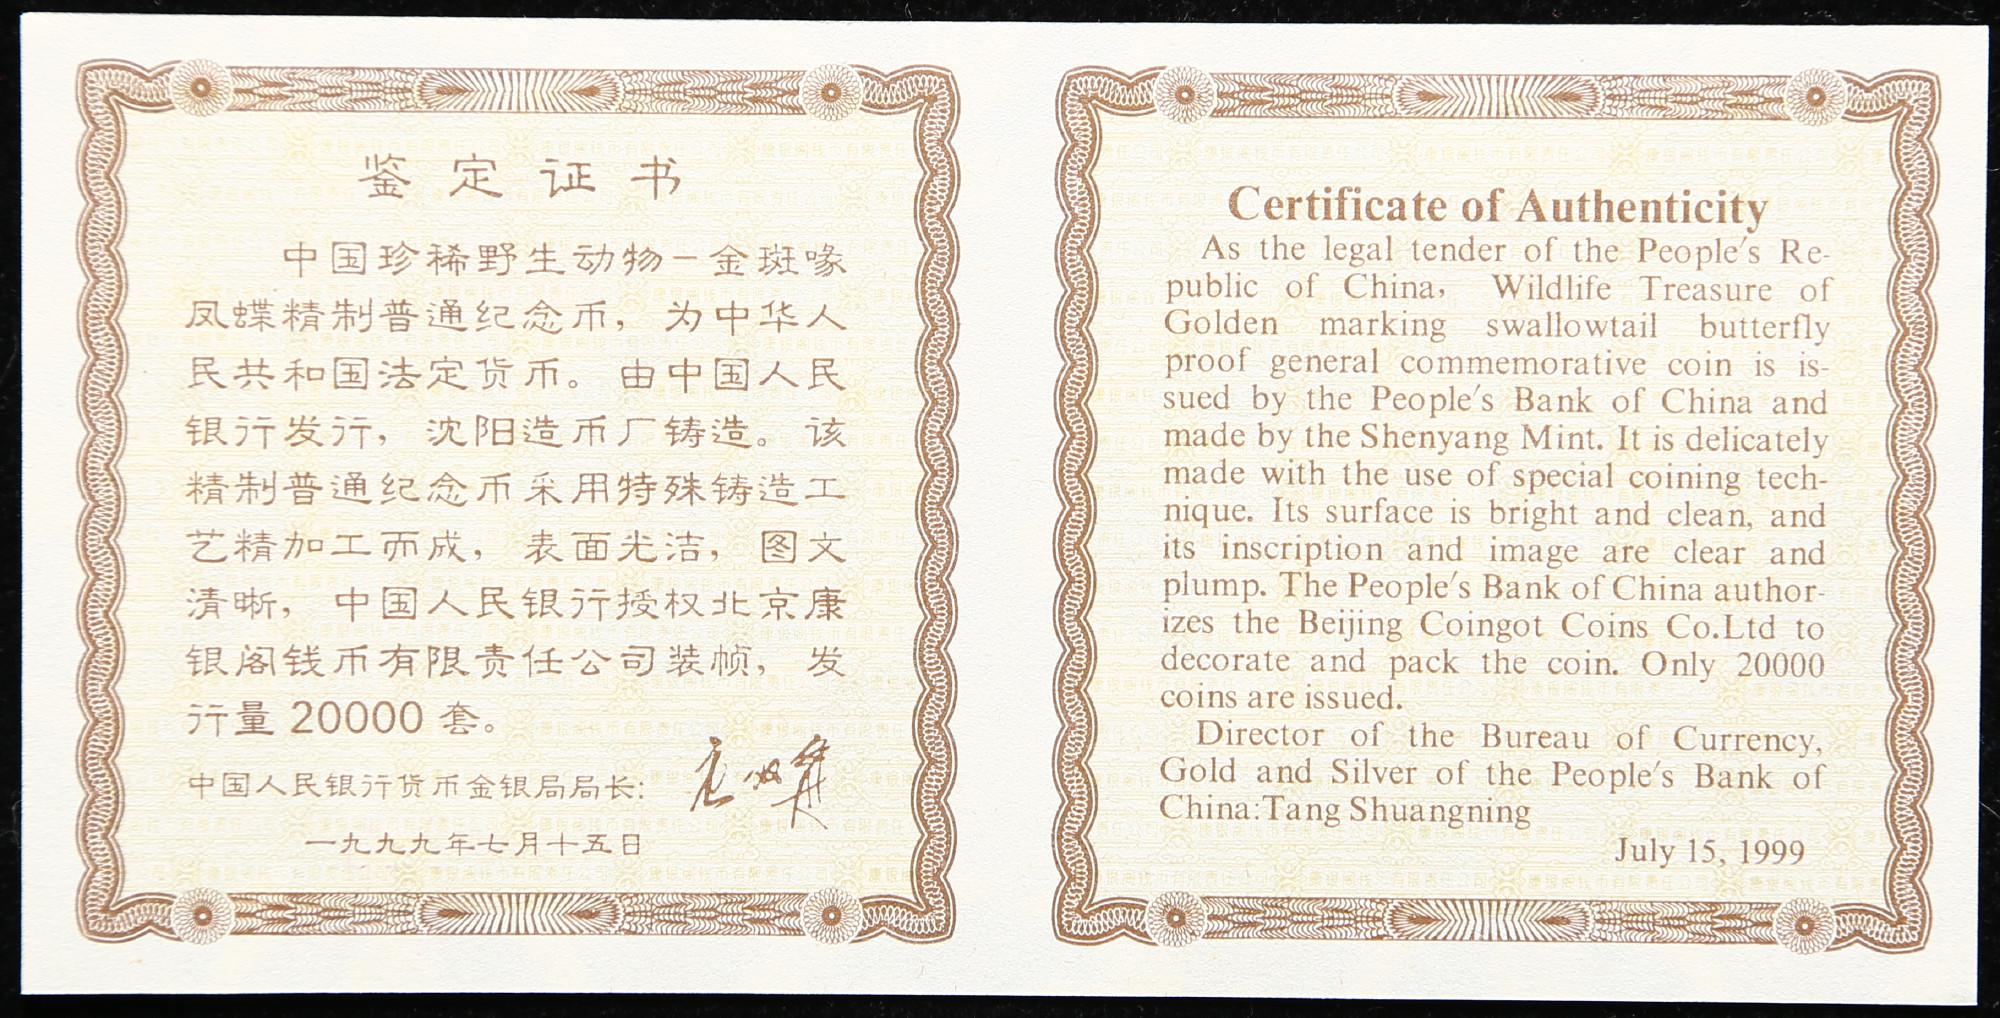 鉴定证书
中国珍稀野生动物－金斑喙
凤蝶精制普通纪念币，为中华人
民共和国法定货币。由中国人民
银行发行，沈阳造币厂铸造。该
精制普通纪念币采用特殊铸造工
艺精加工而成，表面光洁，图文
清晰，中国人民银行授权北京康
银阁钱币有限责任公司装帧，发
行量 20000 套。
中国人民银行货币金银局局长：
一九九九年七月十五日
Certificate of Authenticity
As the legal tender of the People's Re-
public of China, Wildlife Treasure of
Golden marking swallowtail butterfly
proof general commemorative coin is is-
sued by the People's Bank of China and
made by the Shenyang Mint. It is delicately
made with the use of special coining tech-
nique. Its surface is bright and clean, and
its inscription and image are clear and
plump. The People's Bank of China author-
izes the Beijing Coingot Coins Co.Ltd to
decorate and pack the coin. Only 20000
coins are issued.
Director of the Bureau of Currency,
Gold and Silver of the People's Bank of
China:Tang Shuangning
July 15, 1999